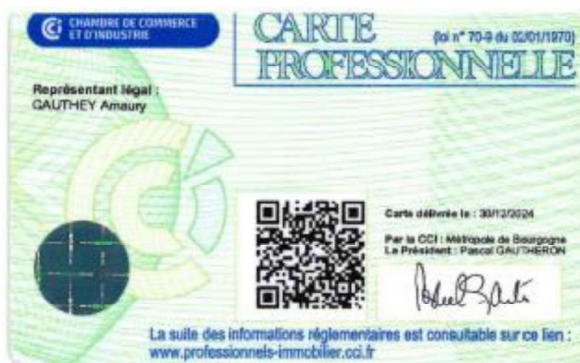 CHAMBRE DE COMMERCE
ET D'INDUSTRIE
CARTE
(loi n° 70-9 du 02/01/1970)
PROFESSIONNELLE
Représentant légal :
GAUTHEY Amaury
Carte délivrée le : 30/12/2024
Par la CCI : Métropole de Bourgogne
Le Président : Pascal GAUTHERON
La suite des informations réglementaires est consultable sur ce lien :
www.professionnels-immobilier.cci.fr